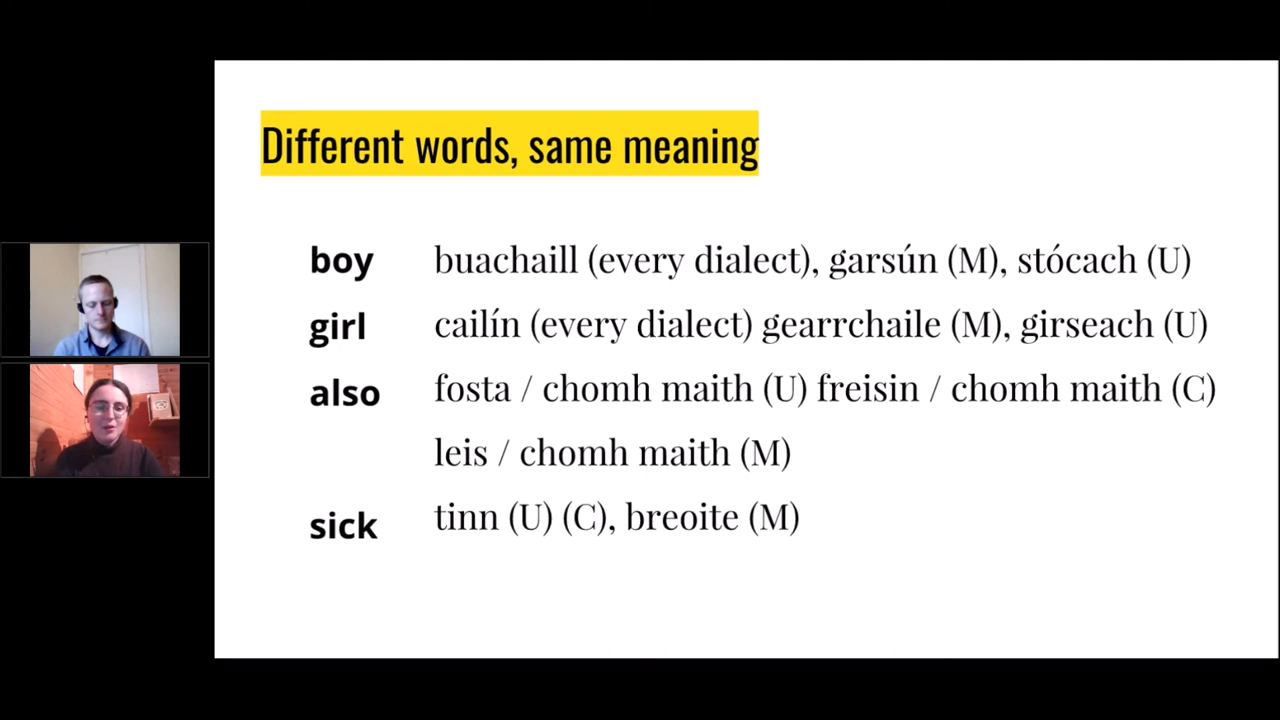 Different words, same meaning
boy buachaill (every dialect), garsún (M), stócach (U)
girl cailín (every dialect) gearrchaile (M), girseach (U)
also fosta / chomh maith (U) freisin / chomh maith (C)
leis / chomh maith (M)
sick tinn (U) (C), breoite (M)